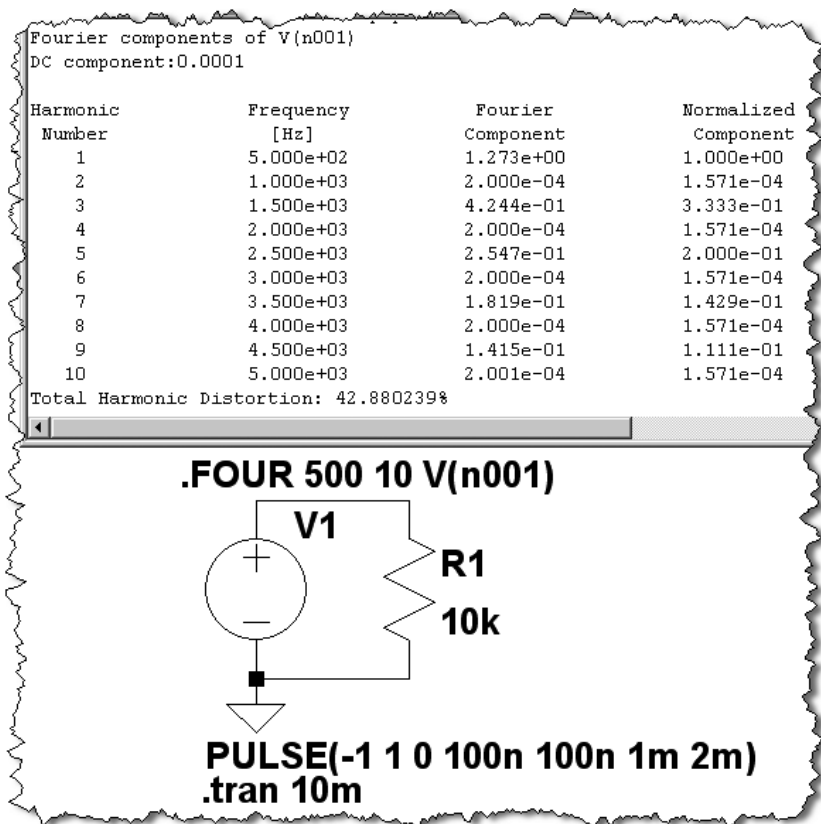 Fourier components of V(n001)
DC component:0.0001
Harmonic Frequency Fourier Normalized
Number [Hz] Component Component
1 5.000e+02 1.273e+00 1.000e+00
2 1.000e+03 2.000e-04 1.571e-04
3 1.500e+03 4.244e-01 3.333e-01
4 2.000e+03 2.000e-04 1.571e-04
5 2.500e+03 2.547e-01 2.000e-01
6 3.000e+03 2.000e-04 1.571e-04
7 3.500e+03 1.819e-01 1.429e-01
8 4.000e+03 2.000e-04 1.571e-04
9 4.500e+03 1.415e-01 1.111e-01
10 5.000e+03 2.001e-04 1.571e-04
Total Harmonic Distortion: 42.880239%
.FOUR 500 10 V(n001)
V1
R1
10k
PULSE(-1 1 0 100n 100n 1m 2m)
.tran 10m